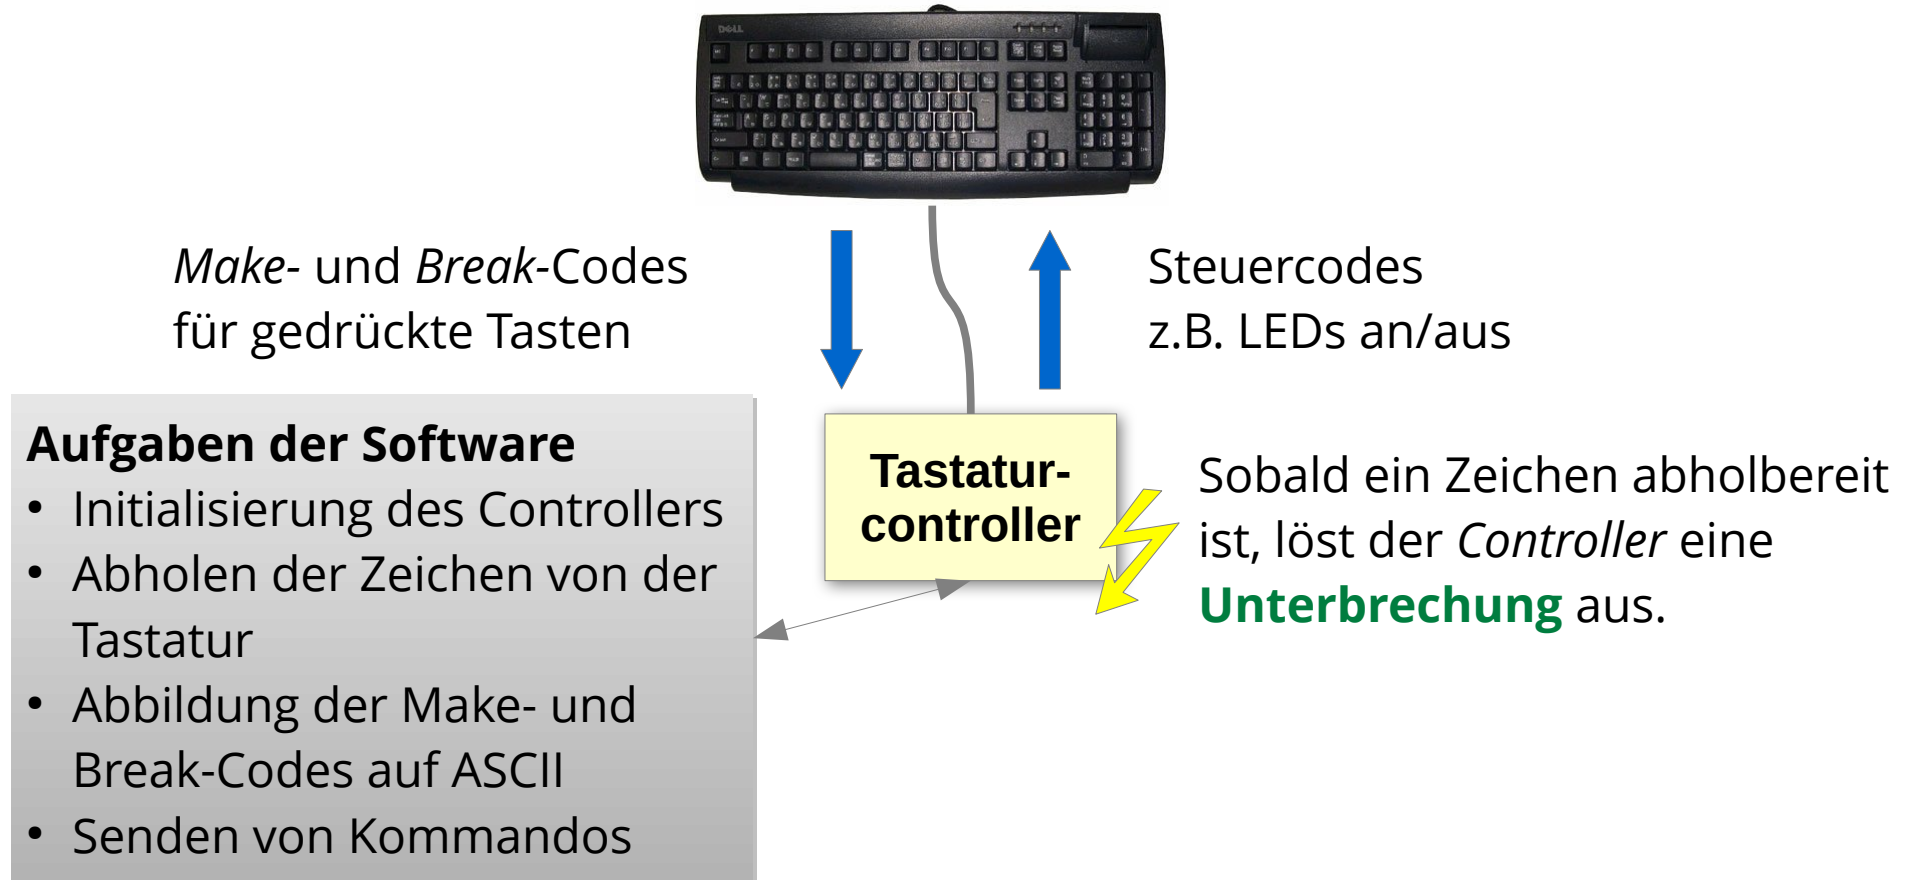 DELL
Make- und Break-Codes
für gedrückte Tasten
Steuercodes
z.B. LEDs an/aus
Aufgaben der Software
• Initialisierung des Controllers
• Abholen der Zeichen von der
Tastatur
• Abbildung der Make- und
Break-Codes auf ASCII
• Senden von Kommandos
Tastatur-
controller
Sobald ein Zeichen abholbereit
ist, löst der Controller eine
Unterbrechung aus.